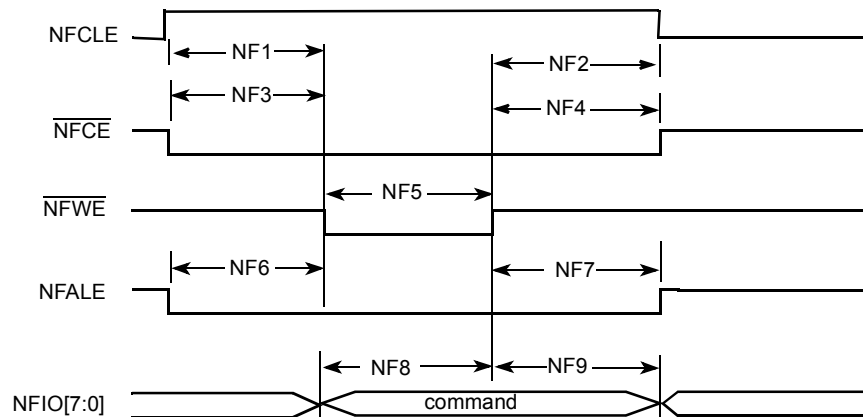 NFCLE
NF1
NF2
NF3
NF4
NFCE
NF5
NFWE
NF6
NF7
NFALE
NF8
NF9
NFIO[7:0]
command